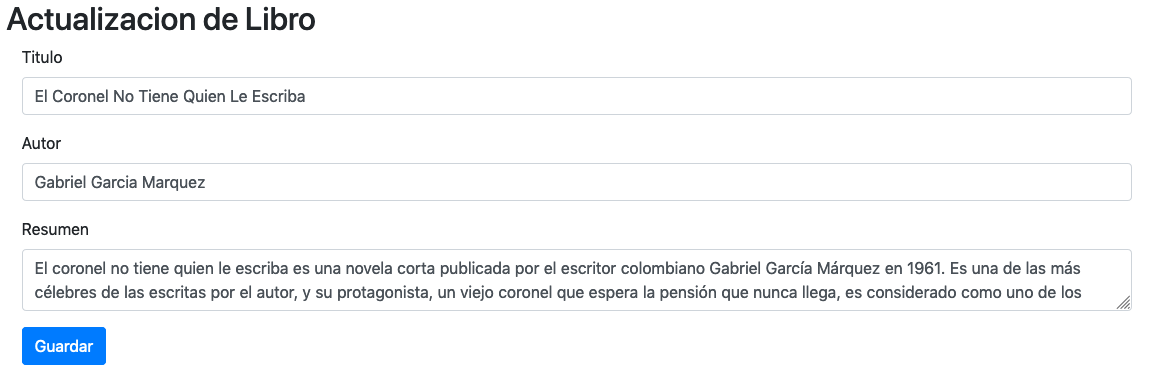 Actualizacion de Libro
Titulo
El Coronel No Tiene Quien Le Escriba
Autor
Gabriel Garcia Marquez
Resumen
El coronel no tiene quien le escriba es una novela corta publicada por el escritor colombiano Gabriel García Márquez en 1961. Es una de las más
célebres de las escritas por el autor, y su protagonista, un viejo coronel que espera la pensión que nunca llega, es considerado como uno de los
Guardar